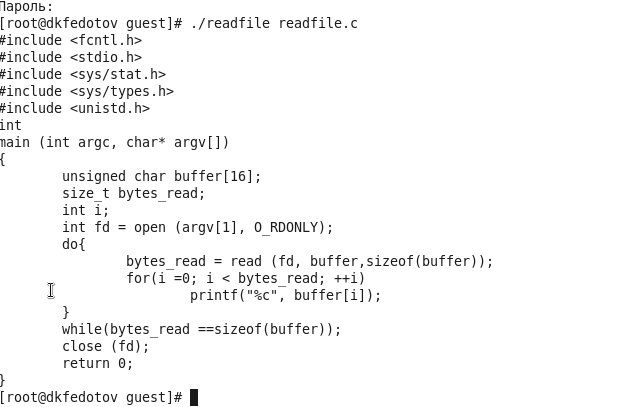 Пароль:
[root@dkfedotov guest]# ./readfile readfile.c
#include <fcntl.h>
#include <stdio.h>
#include <sys/stat.h>
#include <sys/types.h>
#include <unistd.h>
int
main (int argc, char* argv[])
{
        unsigned char buffer[16];
        size_t bytes_read;
        int i;
        int fd = open (argv[1], O_RDONLY);
        do{
                bytes_read = read (fd, buffer,sizeof(buffer));
                for(i =0; i < bytes_read; ++i)
                        printf("%c", buffer[i]);
        }
        while(bytes_read ==sizeof(buffer));
        close (fd);
        return 0;
}
[root@dkfedotov guest]#